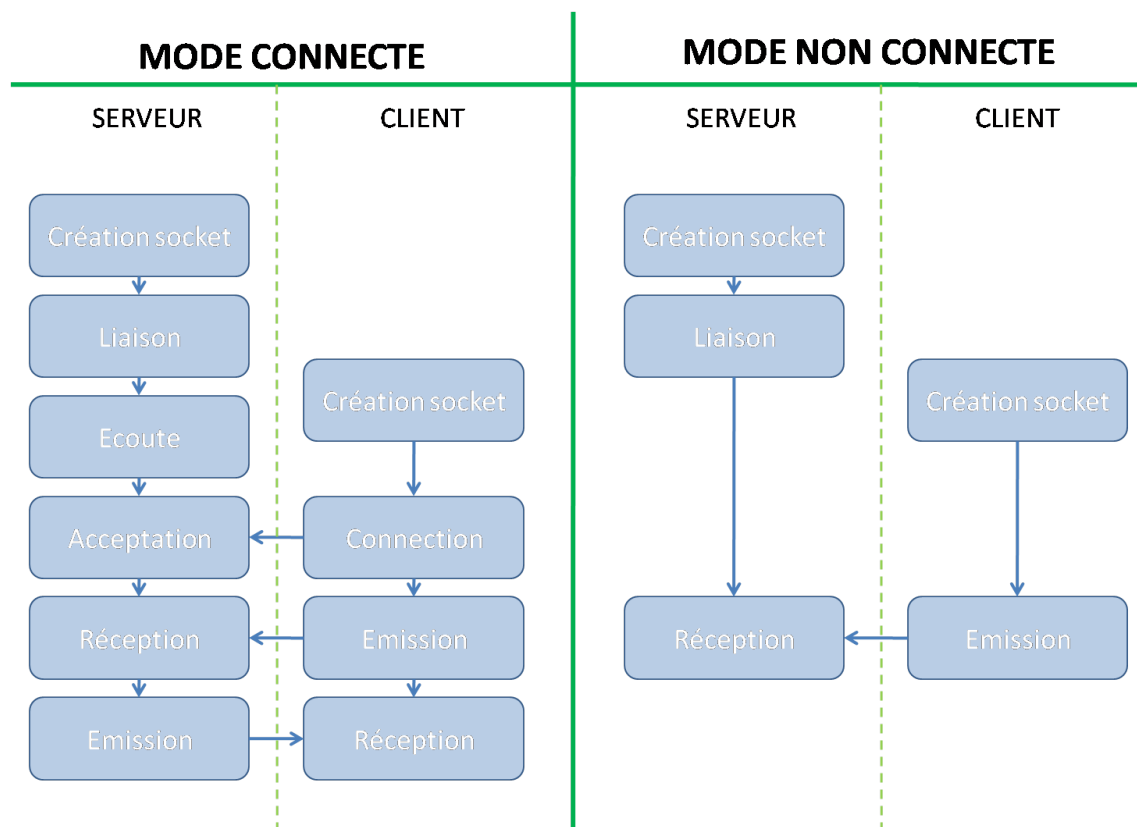 MODE CONNECTE
MODE NON CONNECTE
SERVEUR
CLIENT
SERVEUR
CLIENT
Création socket
Liaison
Ecoute
Acceptation
Réception
Emission
Création socket
Connection
Emission
Réception
Création socket
Liaison
Réception
Création socket
Emission